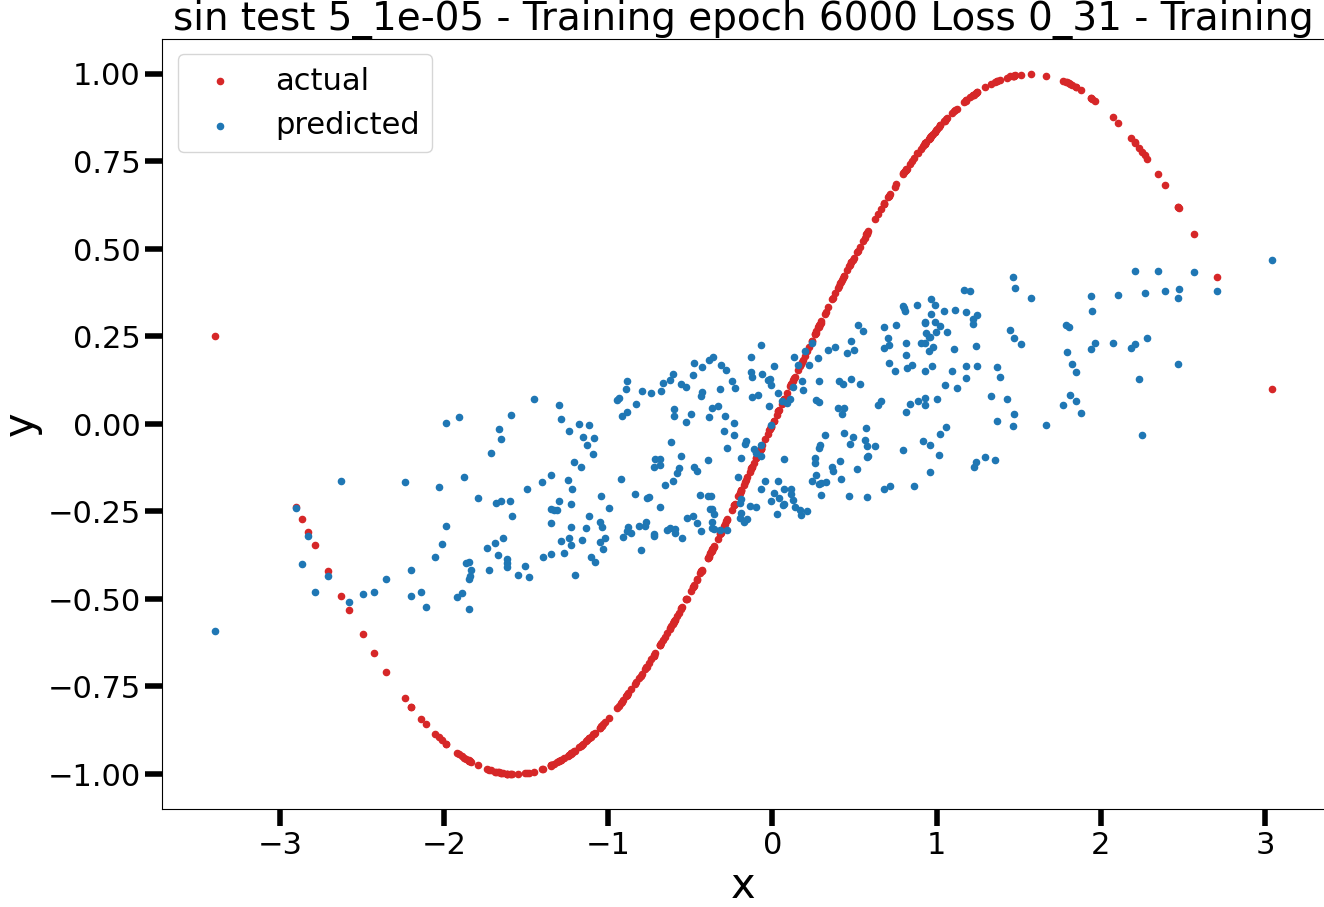 sin test 5_1e-05 - Training epoch 6000 Loss 0_31 - Training
actual
predicted
1.00
0.75
0.50
0.25
0.00
−0.25
−0.50
−0.75
−1.00
y
−3 −2 −1 0 1 2 3
x